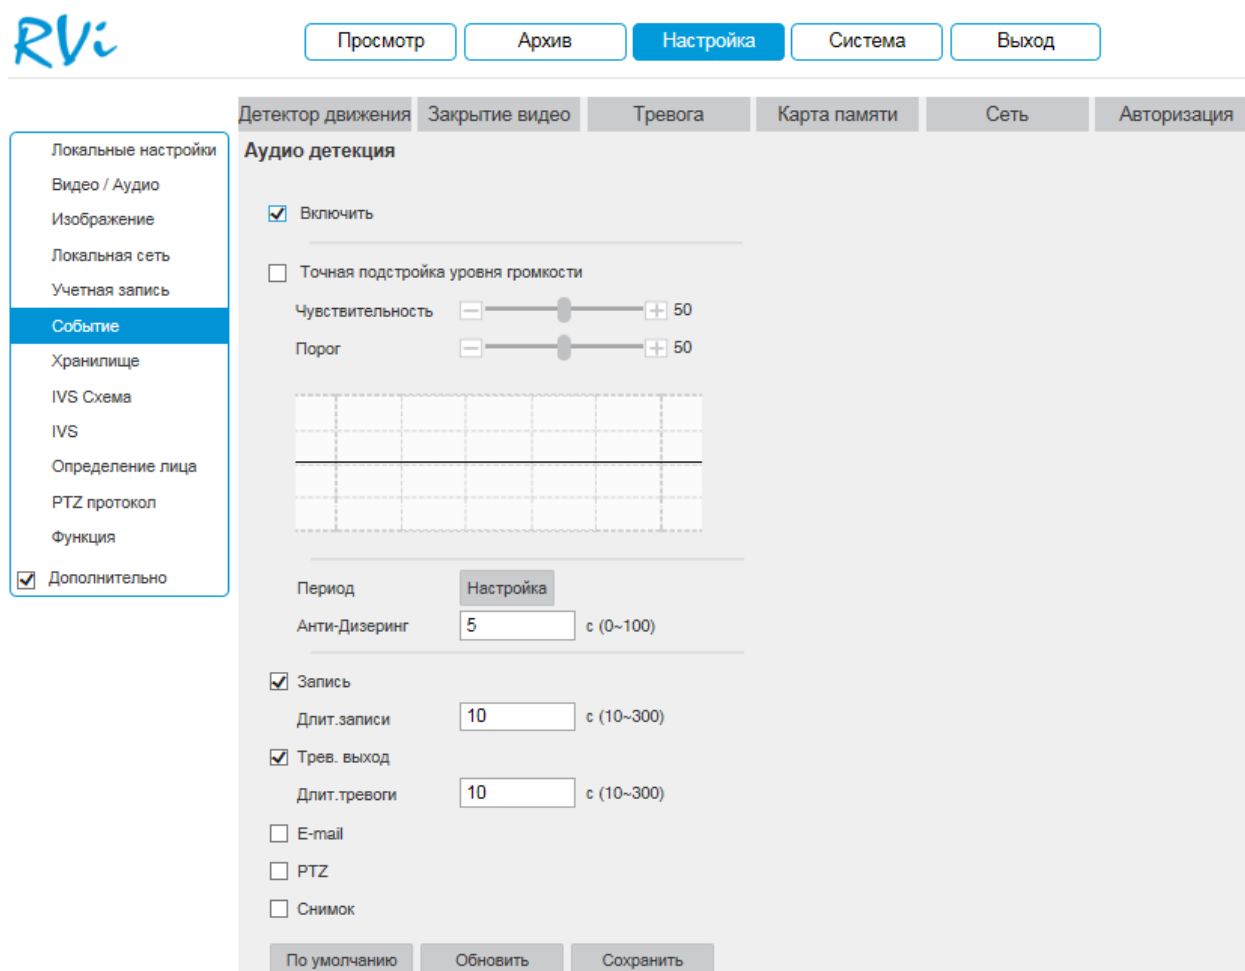 RVi
Просмотр Архив Настройка Система Выход
Детектор движения Закрытие видео Тревога Карта памяти Сеть Авторизация
Локальные настройки
Видео / Аудио
Изображение
Локальная сеть
Учетная запись
Событие
Хранилище
IVS Схема
IVS
Определение лица
PTZ протокол
Функция
Дополнительно
Аудио детекция
Включить
Точная подстройка уровня громкости
Чувствительность 50
Порог 50
Период Настройка
Анти-Дизеринг 5 с (0~100)
Запись
Длит.записи 10 с (10~300)
Трев. выход
Длит.тревоги 10 с (10~300)
E-mail
PTZ
Снимок
По умолчанию Обновить Сохранить